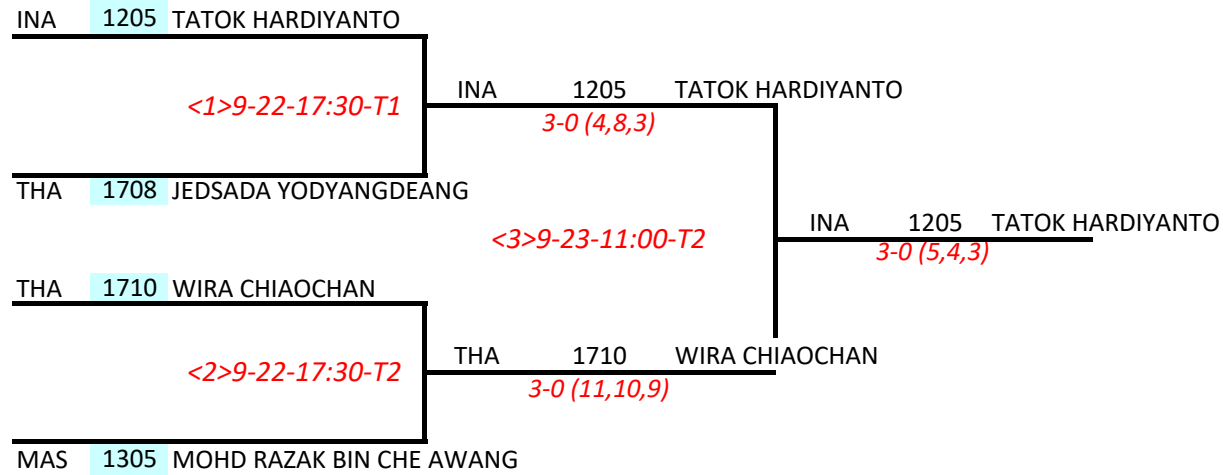 INA 1205 TATOK HARDIYANTO
INA 1205 TATOK HARDIYANTO
<1>9-22-17:30-T1
3-0 (4,8,3)
THA 1708 JEDSADA YODYANGDEANG
INA 1205 TATOK HARDIYANTO
<3>9-23-11:00-T2
3-0 (5,4,3)
THA 1710 WIRA CHIAOCHAN
THA 1710 WIRA CHIAOCHAN
<2>9-22-17:30-T2
3-0 (11,10,9)
MAS 1305 MOHD RAZAK BIN CHE AWANG